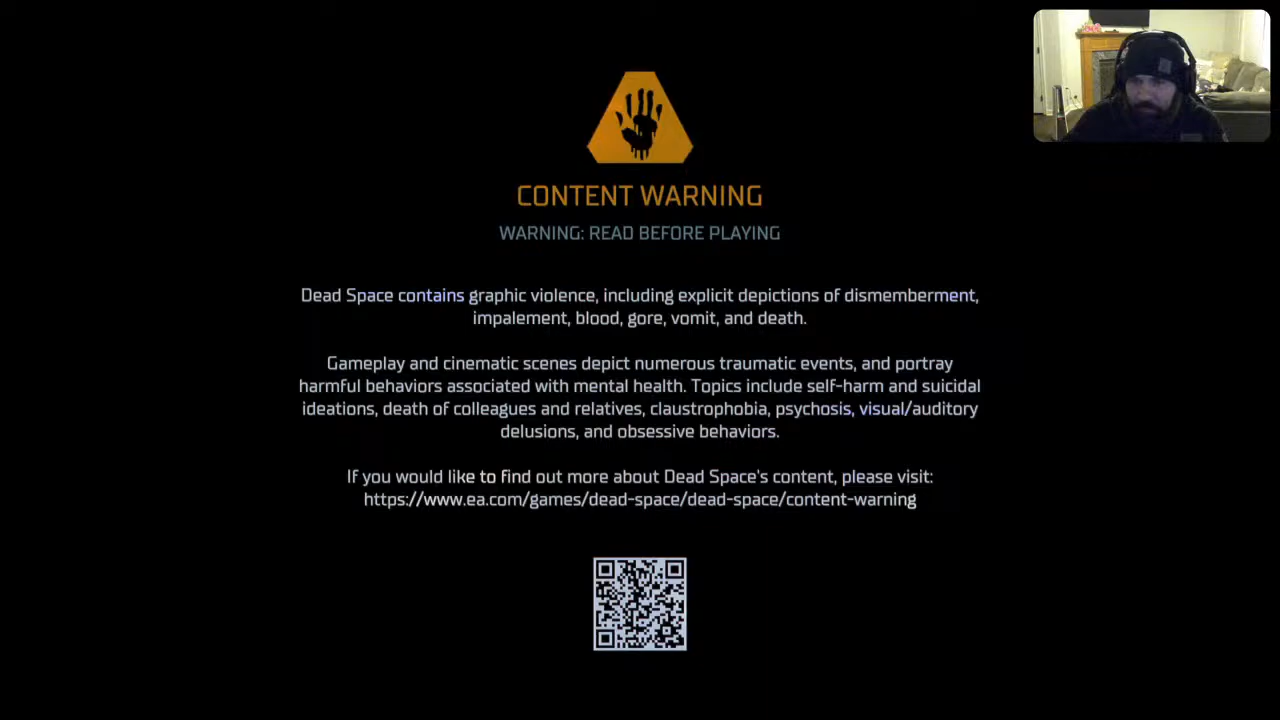 CONTENT WARNING
WARNING: READ BEFORE PLAYING
Dead Space contains graphic violence, including explicit depictions of dismemberment,
impalement, blood, gore, vomit, and death.
Gameplay and cinematic scenes depict numerous traumatic events, and portray
harmful behaviors associated with mental health. Topics include self-harm and suicidal
ideations, death of colleagues and relatives, claustrophobia, psychosis, visual/auditory
delusions, and obsessive behaviors.
If you would like to find out more about Dead Space's content, please visit:
https://www.ea.com/games/dead-space/dead-space/content-warning